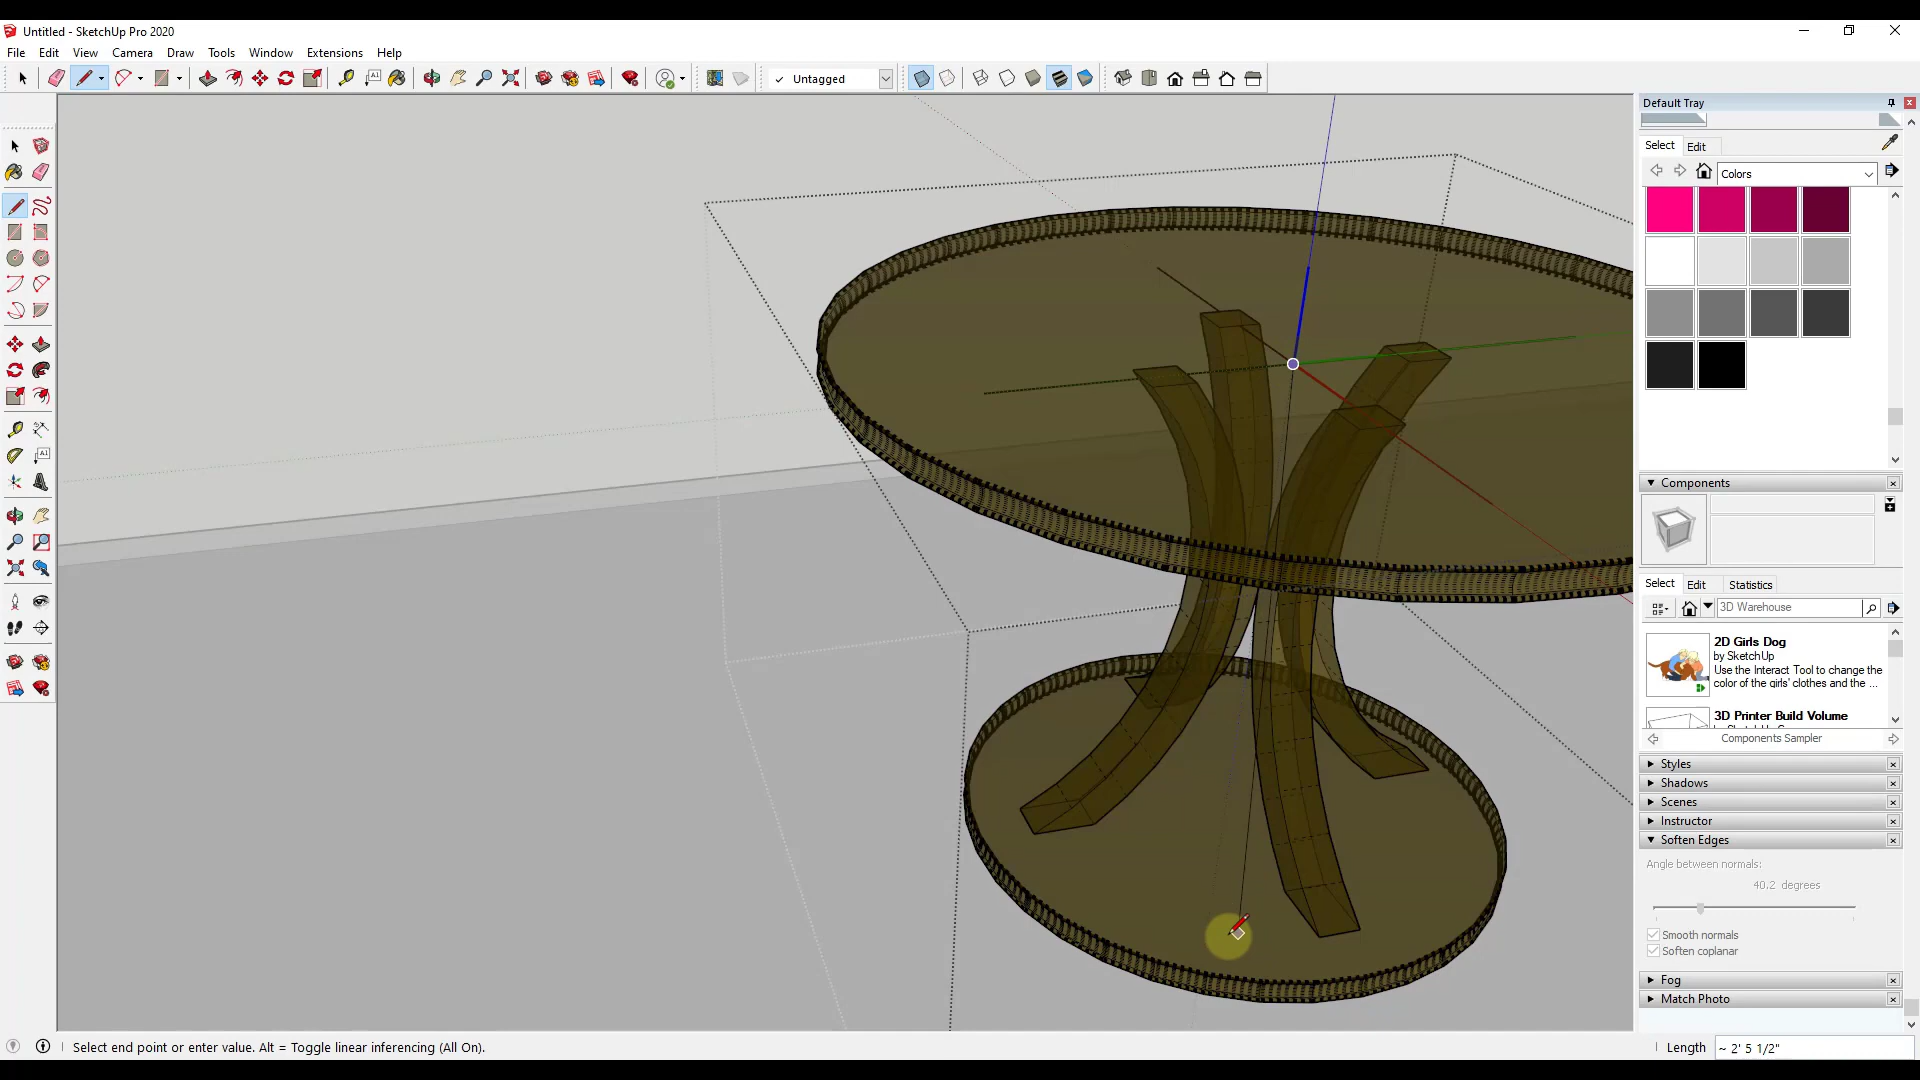 Untitled - SketchUp Pro 2020
File Edit View Camera Draw Tools Window Extensions Help
A1
✓ Untagged
Default Tray
Select Edit
Colors
A1
Components
Select Edit Statistics
3D Warehouse
2D Girls Dog
by SketchUp
Use the Interact Tool to change the
color of the girls' clothes and the ...
3D Printer Build Volume
Components Sampler
Styles
Shadows
Scenes
Instructor
Soften Edges
Angle between normals:
40.2 degrees
Smooth normals
Soften coplanar
Fog
Match Photo
Select end point or enter value. Alt = Toggle linear inferencing (All On).
Length ~ 2' 5 1/2"